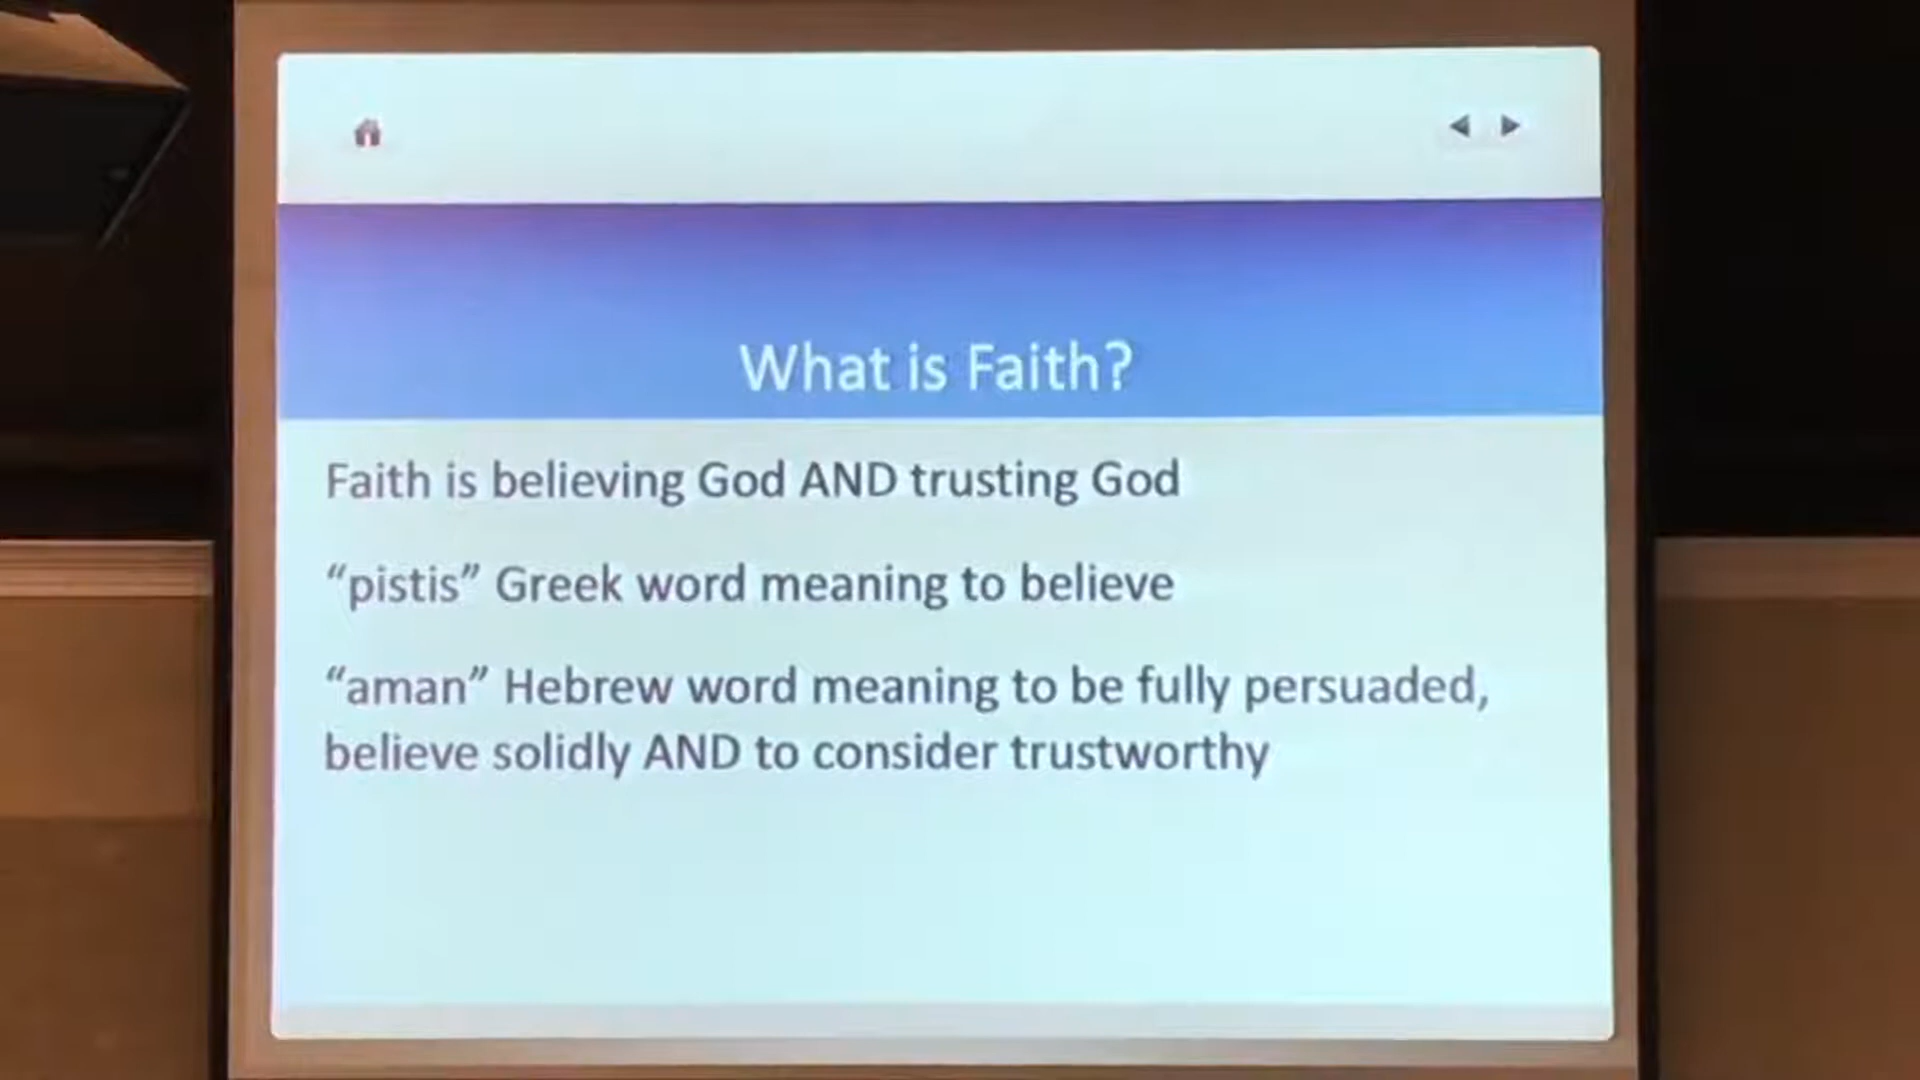 What is Faith?
Faith is believing God AND trusting God
“pistis” Greek word meaning to believe
“aman” Hebrew word meaning to be fully persuaded,
believe solidly AND to consider trustworthy